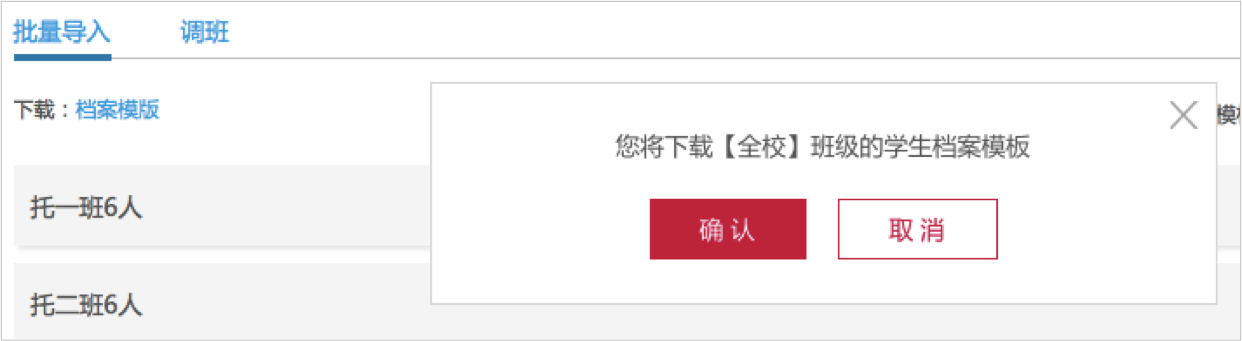 批量导入 调班
下载：档案模版
您将下载【全校】班级的学生档案模板
确认 取消
托一班6人
托二班6人